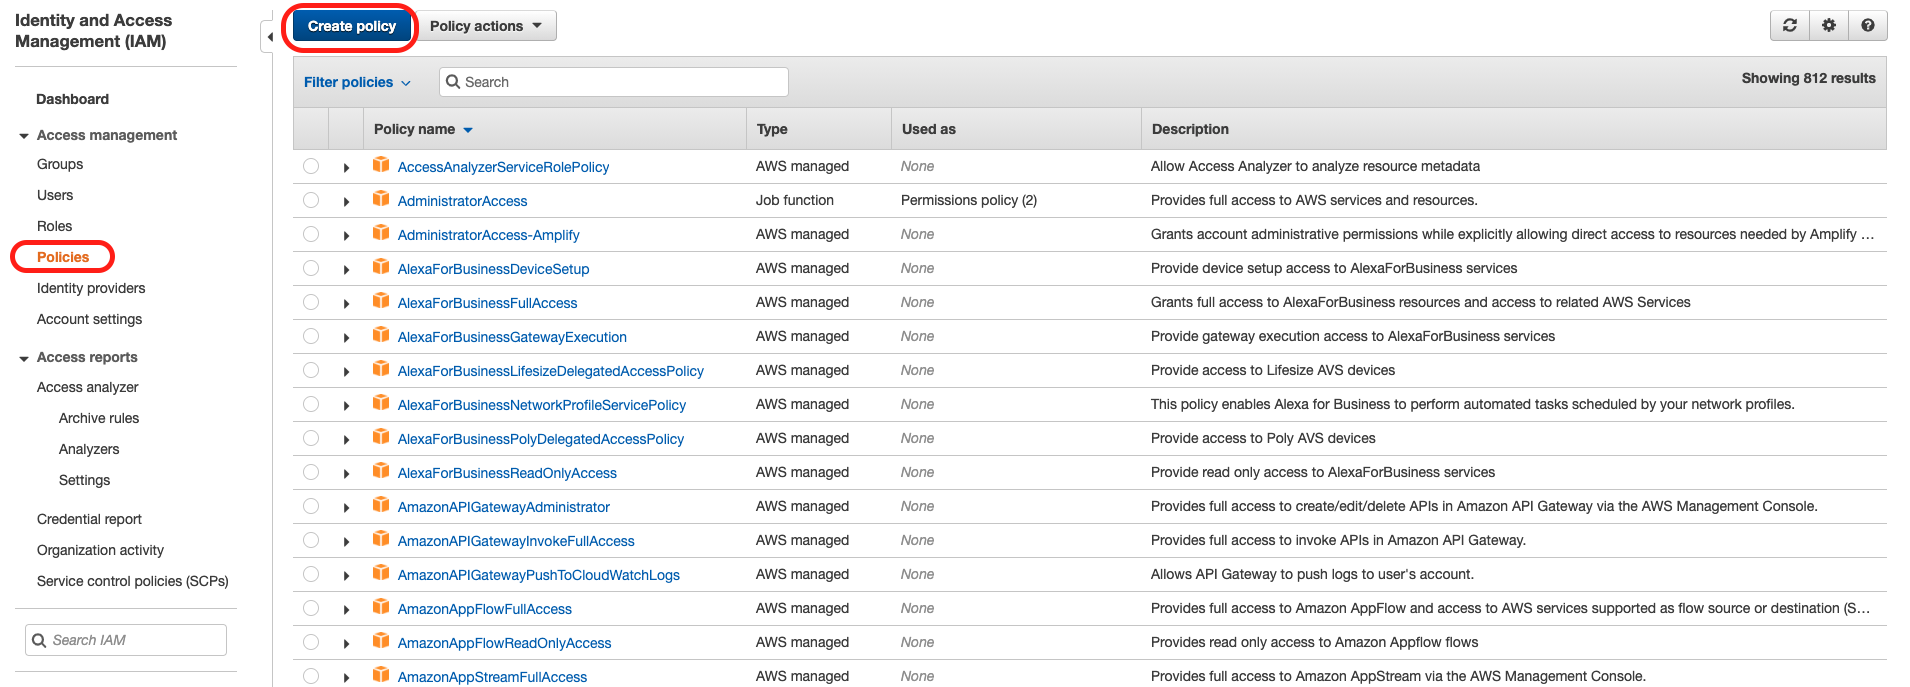 Identity and Access
Management (IAM)
Dashboard
Access management
Groups
Users
Roles
Policies
Identity providers
Account settings
Access reports
Access analyzer
Archive rules
Analyzers
Settings
Credential report
Organization activity
Service control policies (SCPs)
Search IAM
Create policy Policy actions
Filter policies Search Showing 812 results
Policy name Type Used as Description
AccessAnalyzerServiceRolePolicy AWS managed None Allow Access Analyzer to analyze resource metadata
AdministratorAccess Job function Permissions policy (2) Provides full access to AWS services and resources.
AdministratorAccess-Amplify AWS managed None Grants account administrative permissions while explicitly allowing direct access to resources needed by Amplify ...
AlexaForBusinessDeviceSetup AWS managed None Provide device setup access to AlexaForBusiness services
AlexaForBusinessFullAccess AWS managed None Grants full access to AlexaForBusiness resources and access to related AWS Services
AlexaForBusinessGatewayExecution AWS managed None Provide gateway execution access to AlexaForBusiness services
AlexaForBusinessLifesizeDelegatedAccessPolicy AWS managed None Provide access to Lifesize AVS devices
AlexaForBusinessNetworkProfileServicePolicy AWS managed None This policy enables Alexa for Business to perform automated tasks scheduled by your network profiles.
AlexaForBusinessPolyDelegatedAccessPolicy AWS managed None Provide access to Poly AVS devices
AlexaForBusinessReadOnlyAccess AWS managed None Provide read only access to AlexaForBusiness services
AmazonAPIGatewayAdministrator AWS managed None Provides full access to create/edit/delete APIs in Amazon API Gateway via the AWS Management Console.
AmazonAPIGatewayInvokeFullAccess AWS managed None Provides full access to invoke APIs in Amazon API Gateway.
AmazonAPIGatewayPushToCloudWatchLogs AWS managed None Allows API Gateway to push logs to user's account.
AmazonAppFlowFullAccess AWS managed None Provides full access to Amazon AppFlow and access to AWS services supported as flow source or destination (S...
AmazonAppFlowReadOnlyAccess AWS managed None Provides read only access to Amazon Appflow flows
AmazonAppStreamFullAccess AWS managed None Provides full access to Amazon AppStream via the AWS Management Console.